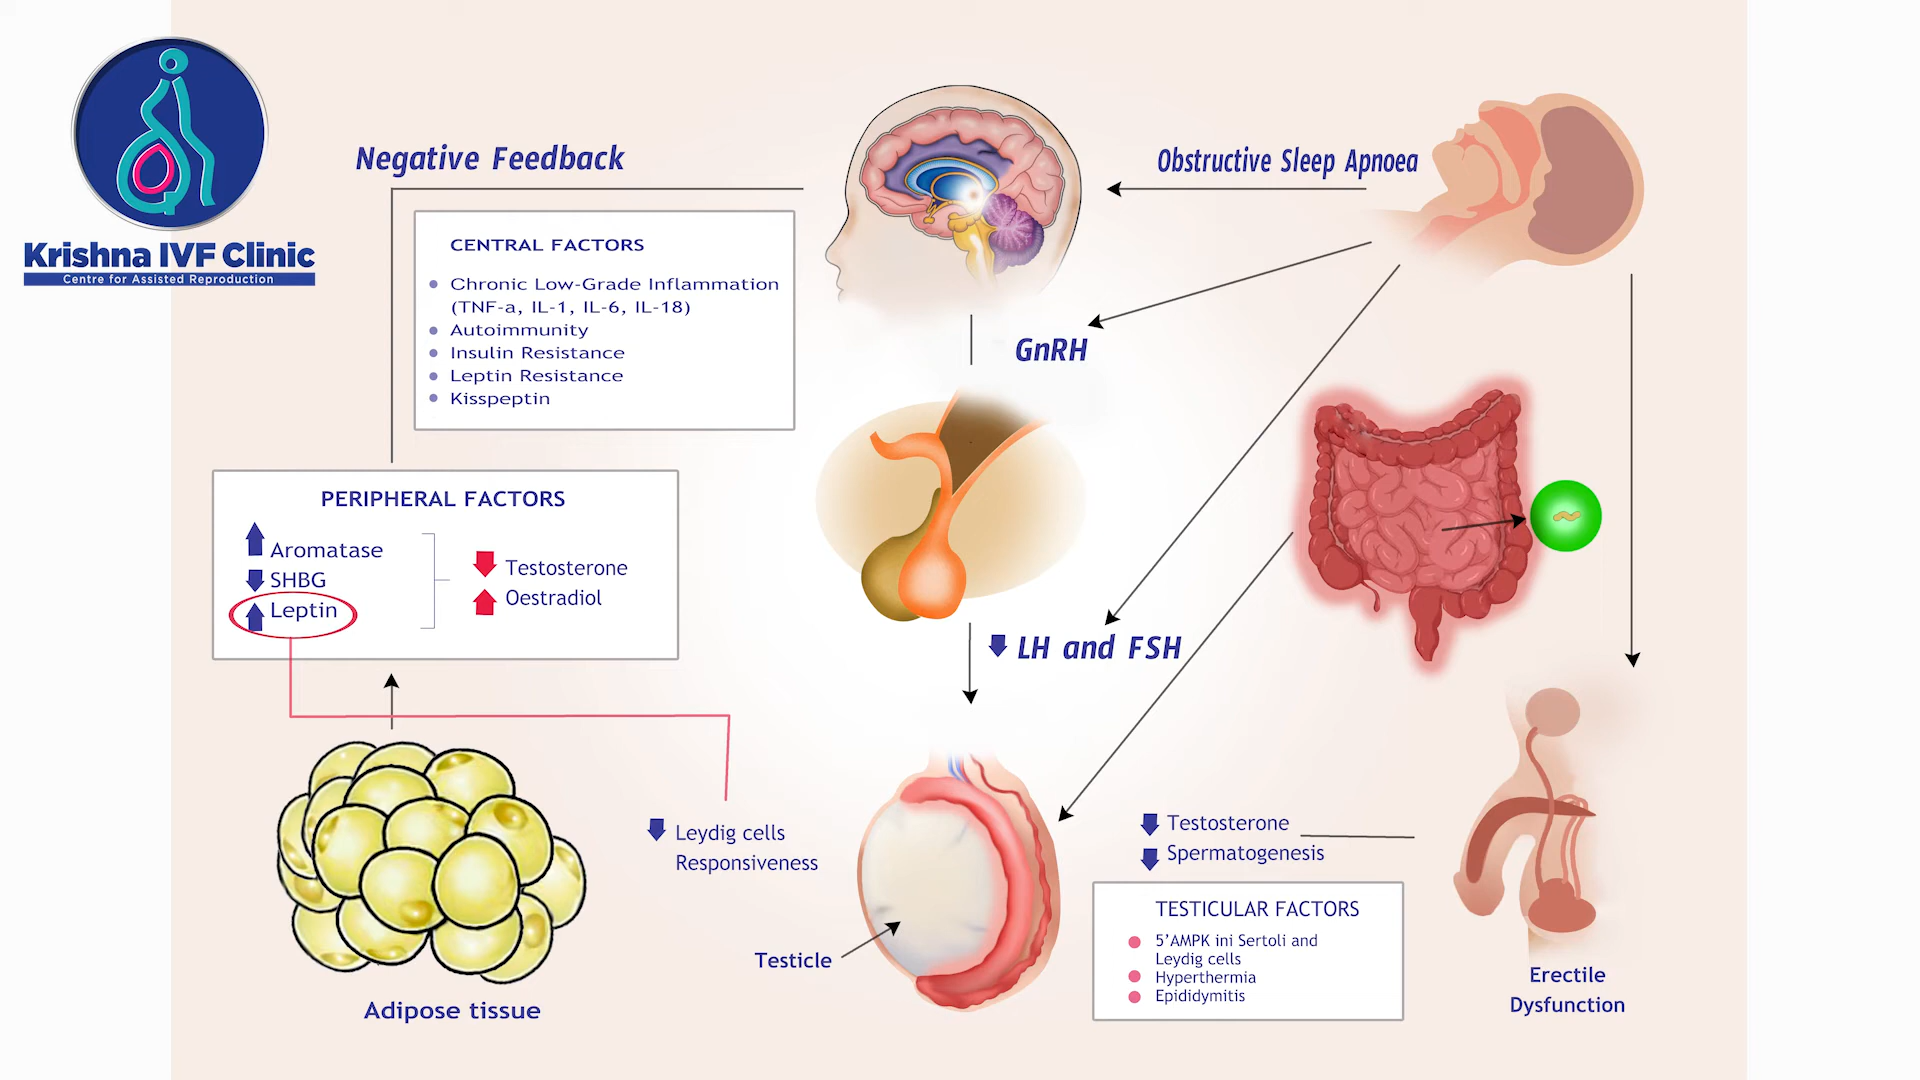 Krishna IVF Clinic
Centre for Assisted Reproduction
Negative Feedback
Obstructive Sleep Apnoea
CENTRAL FACTORS
Chronic Low-Grade Inflammation
(TNF-a, IL-1, IL-6, IL-18)
Autoimmunity
Insulin Resistance
Leptin Resistance
Kisspeptin
GnRH
PERIPHERAL FACTORS
Aromatase
SHBG
Leptin
Testosterone
Oestradiol
LH and FSH
Leydig cells
Responsiveness
Testicle
Adipose tissue
Testosterone
Spermatogenesis
TESTICULAR FACTORS
5'AMPK ini Sertoli and
Leydig cells
Hyperthermia
Epididymitis
Erectile
Dysfunction